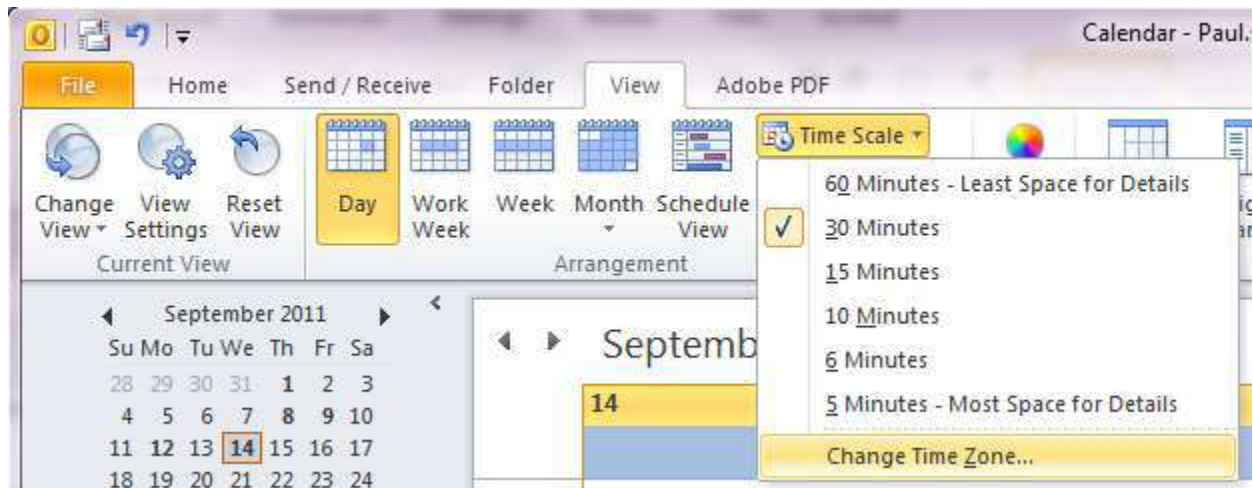 Calendar - Paul.
File Home Send / Receive Folder View Adobe PDF
Time Scale
Change View
View Settings
Reset View
Day
Work Week
Week
Month
Schedule View
Current View
Arrangement
60 Minutes - Least Space for Details
30 Minutes
15 Minutes
10 Minutes
6 Minutes
5 Minutes - Most Space for Details
Change Time Zone...
September 2011
Su Mo Tu We Th Fr Sa
28 29 30 31 1 2 3
4 5 6 7 8 9 10
11 12 13 14 15 16 17
18 19 20 21 22 23 24
Septemb
14